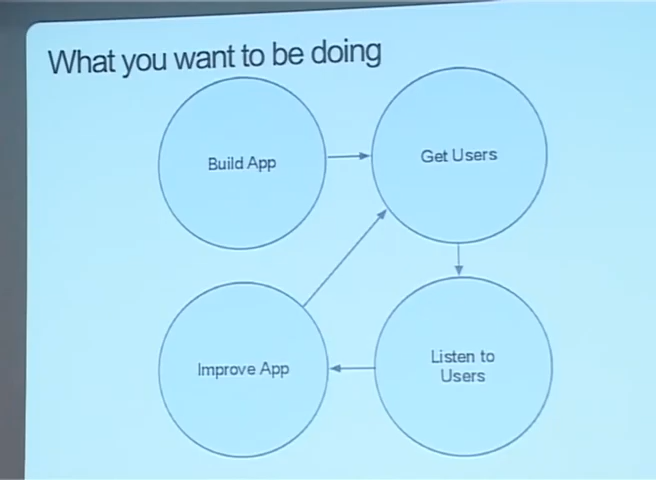 What you want to be doing
Build App
Get Users
Improve App
Listen to
Users